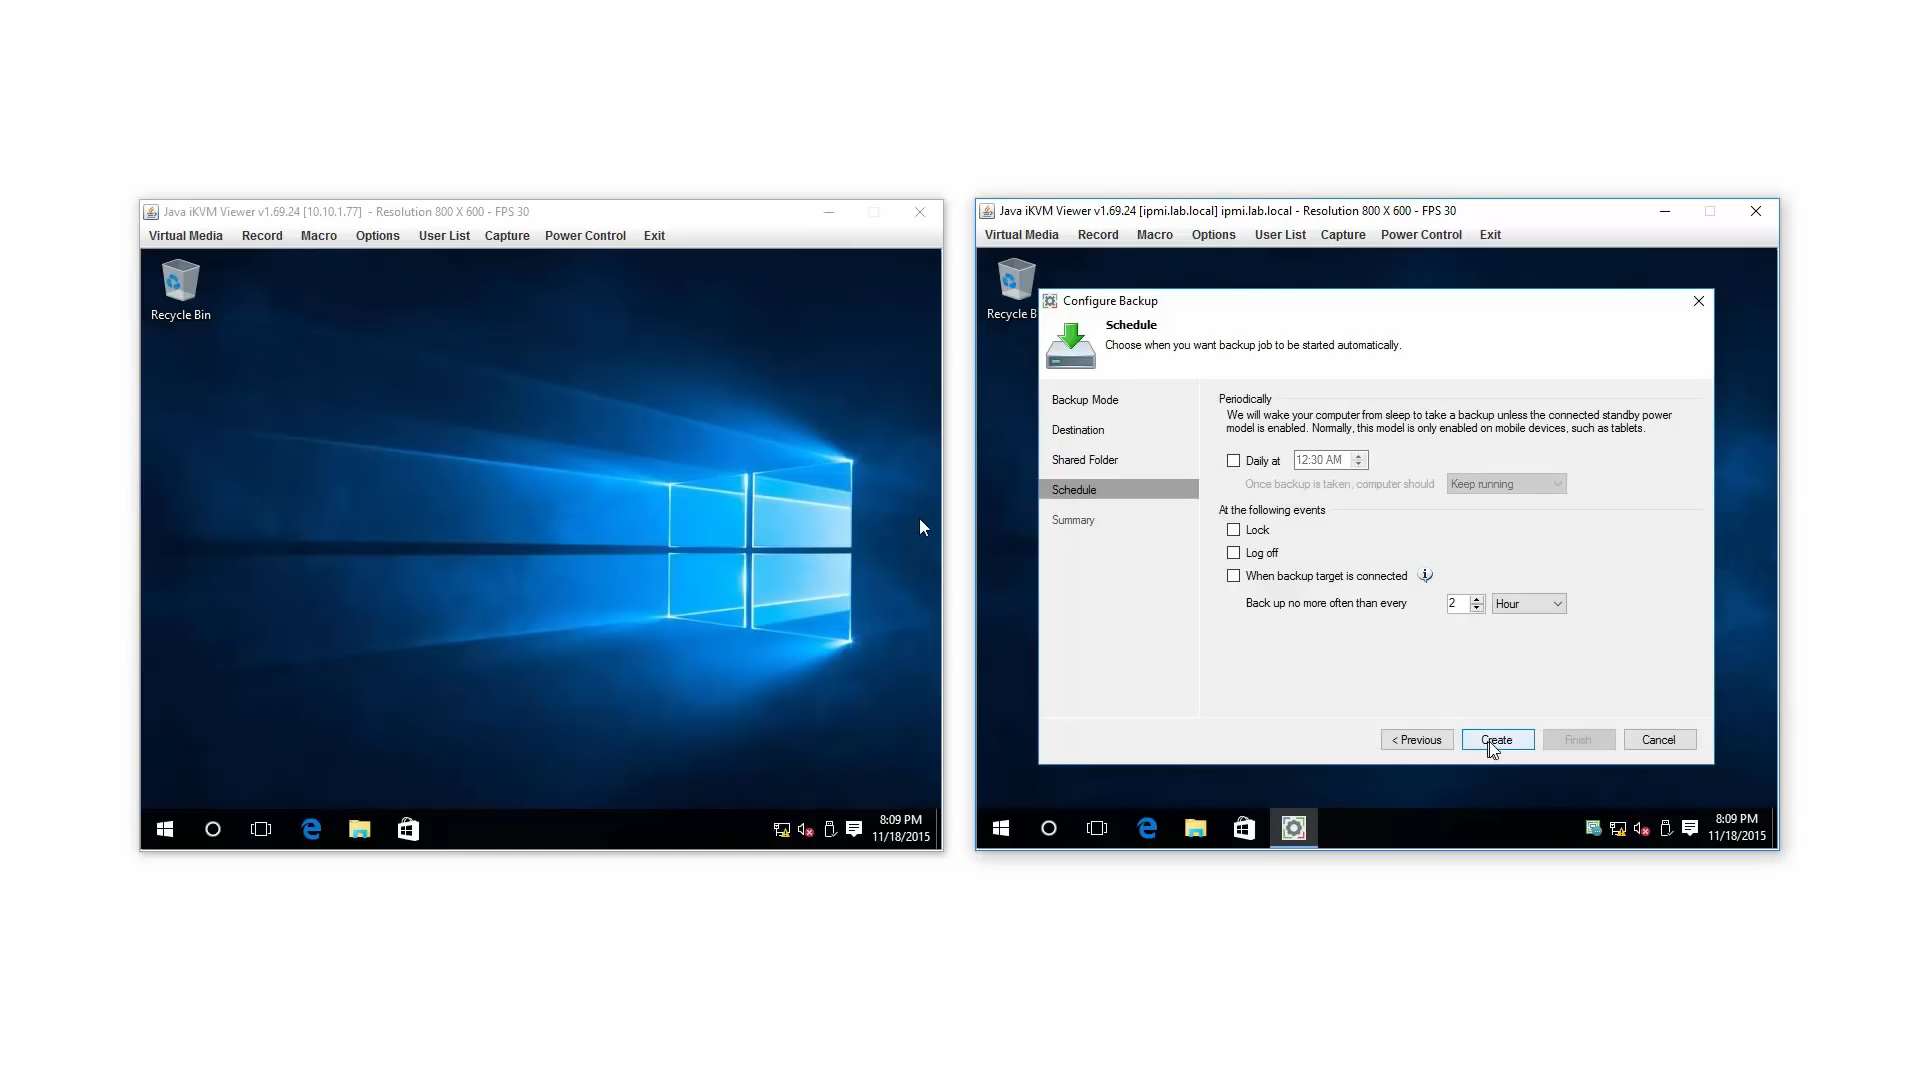 Java iKVM Viewer v1.69.24 [10.10.1.77]  - Resolution 800 X 600 - FPS 30
Virtual Media Record Macro Options User List Capture Power Control Exit
Recycle Bin
8:09 PM
11/18/2015
Java iKVM Viewer v1.69.24 [ipmi.lab.local] ipmi.lab.local - Resolution 800 X 600 - FPS 30
Virtual Media Record Macro Options User List Capture Power Control Exit
Recycle B
Configure Backup
Schedule
Choose when you want backup job to be started automatically.
Backup Mode
Destination
Shared Folder
Schedule
Summary
Periodically
We will wake your computer from sleep to take a backup unless the connected standby power
model is enabled. Normally, this model is only enabled on mobile devices, such as tablets.
Daily at 12:30 AM
Once backup is taken, computer should Keep running
At the following events
Lock
Log off
When backup target is connected
Back up no more often than every 2 Hour
< Previous Create Finish Cancel
8:09 PM
11/18/2015